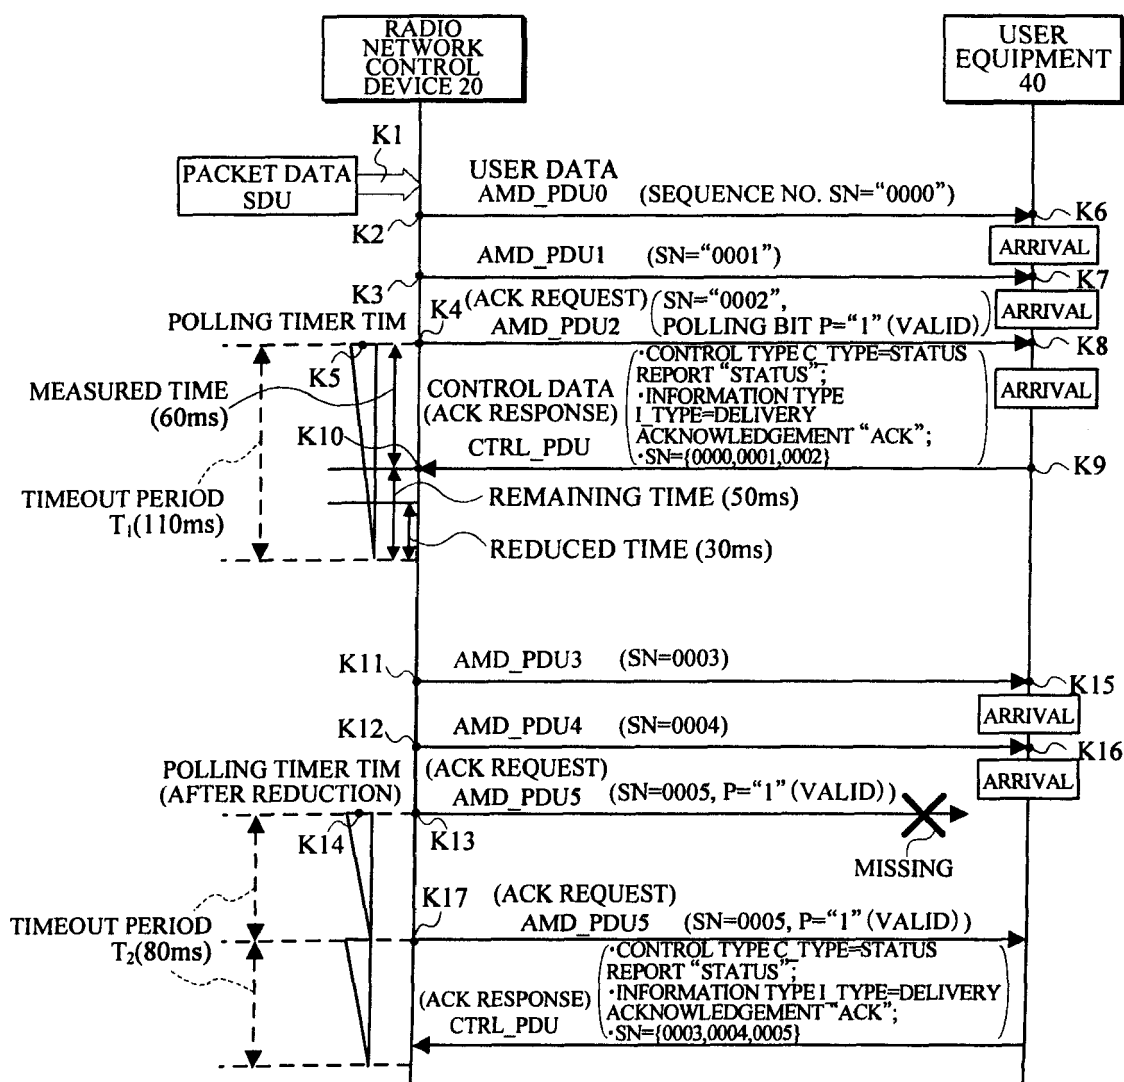 RADIO
NETWORK
CONTROL
DEVICE 20
USER
EQUIPMENT
40
K1
PACKET DATA
SDU
USER DATA
AMD_PDU0 (SEQUENCE NO. SN="0000")
K2
K6
ARRIVAL
AMD_PDU1 (SN="0001")
K3
K7
K4
(ACK REQUEST)
AMD_PDU2
(SN="0002",
POLLING BIT P="1" (VALID))
ARRIVAL
POLLING TIMER TIM
K8
K5
MEASURED TIME
(60ms)
CONTROL DATA
(ACK RESPONSE)
CTRL_PDU
·CONTROL TYPE C_TYPE=STATUS
REPORT "STATUS";
·INFORMATION TYPE
I_TYPE=DELIVERY
ACKNOWLEDGEMENT "ACK";
·SN={0000,0001,0002}
ARRIVAL
K10
K9
TIMEOUT PERIOD
T1(110ms)
REMAINING TIME (50ms)
REDUCED TIME (30ms)
K11
AMD_PDU3 (SN=0003)
K15
ARRIVAL
K12
AMD_PDU4 (SN=0004)
K16
ARRIVAL
POLLING TIMER TIM
(AFTER REDUCTION)
(ACK REQUEST)
AMD_PDU5 (SN=0005, P="1" (VALID))
K14
K13
MISSING
K17
(ACK REQUEST)
AMD_PDU5 (SN=0005, P="1" (VALID))
TIMEOUT PERIOD
T2(80ms)
(ACK RESPONSE)
CTRL_PDU
·CONTROL TYPE C_TYPE=STATUS
REPORT "STATUS";
·INFORMATION TYPE I_TYPE=DELIVERY
ACKNOWLEDGEMENT "ACK";
·SN={0003,0004,0005}